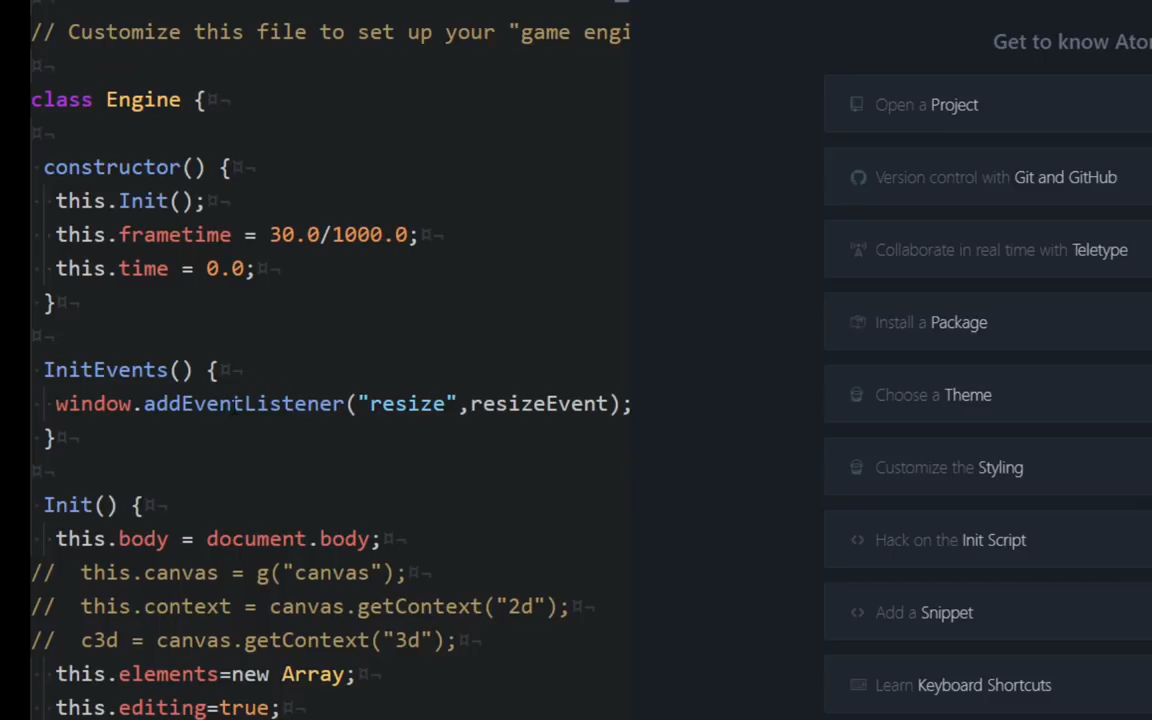 // Customize this file to set up your "game engi
class Engine {
constructor() {
this.Init();
this.frametime = 30.0/1000.0;
this.time = 0.0;
}
InitEvents() {
window.addEventListener("resize",resizeEvent);
}
Init() {
this.body = document.body;
//  this.canvas = g("canvas");
//  this.context = canvas.getContext("2d");
//  c3d = canvas.getContext("3d");
this.elements=new Array;
this.editing=true;
Get to know Ato
Open a Project
Version control with Git and GitHub
Collaborate in real time with Teletype
Install a Package
Choose a Theme
Customize the Styling
Hack on the Init Script
Add a Snippet
Learn Keyboard Shortcuts